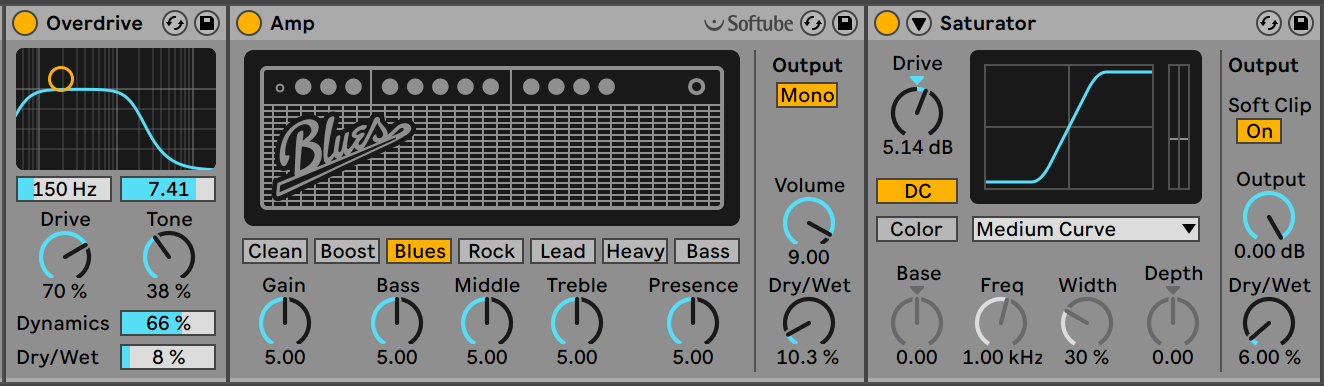 Overdrive
150 Hz 7.41
Drive Tone
70 % 38 %
Dynamics 66 %
Dry/Wet 8 %
Amp Softube
Blues
Clean Boost Blues Rock Lead Heavy Bass
Gain Bass Middle Treble Presence
5.00 5.00 5.00 5.00 5.00
Output
Mono
Volume
9.00
Dry/Wet
10.3 %
Saturator
Drive
5.14 dB
DC
Color Medium Curve
Base Freq Width Depth
0.00 1.00 kHz 30 % 0.00
Output
Soft Clip
On
Output
0.00 dB
Dry/Wet
6.00 %